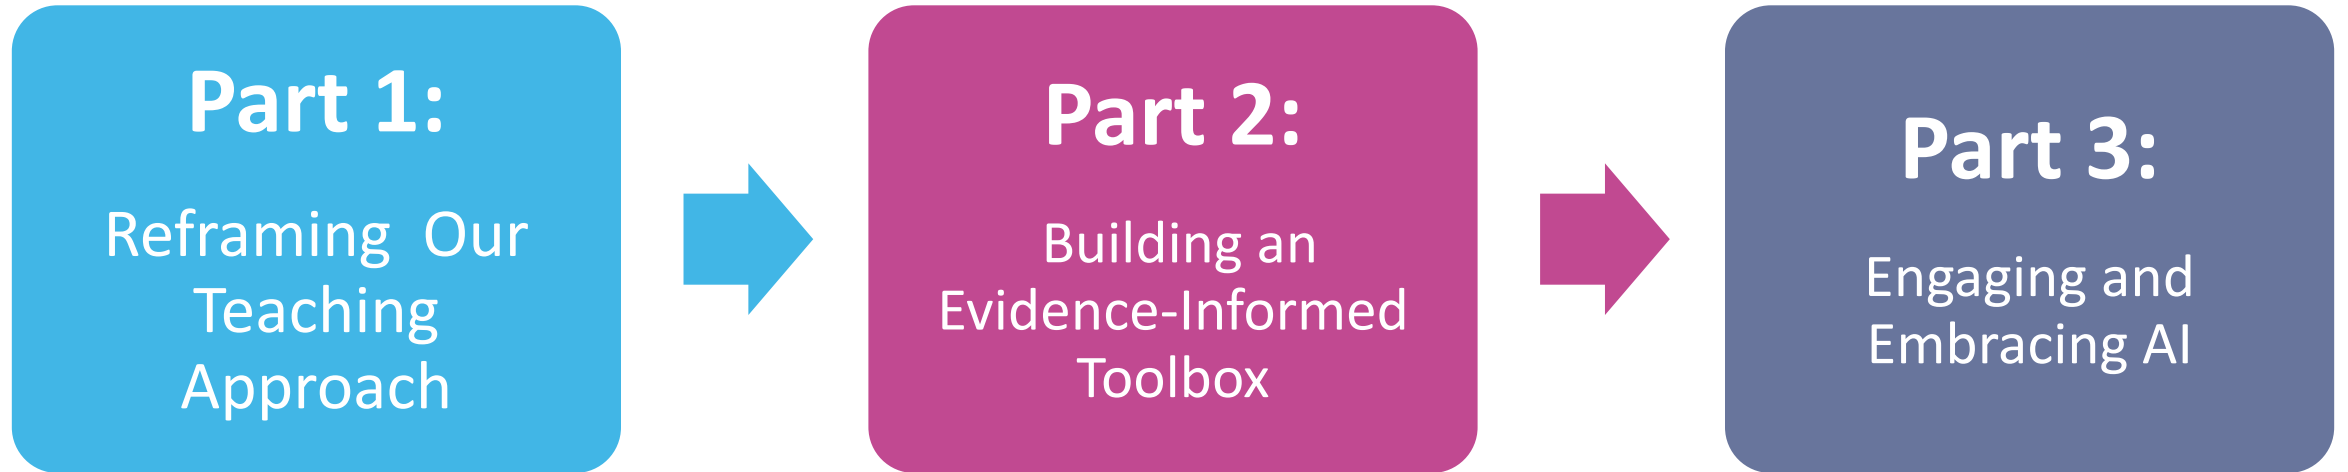 Part 1:
Reframing  Our
Teaching
Approach
Part 2:
Building an
Evidence-Informed
Toolbox
Part 3:
Engaging and
Embracing AI